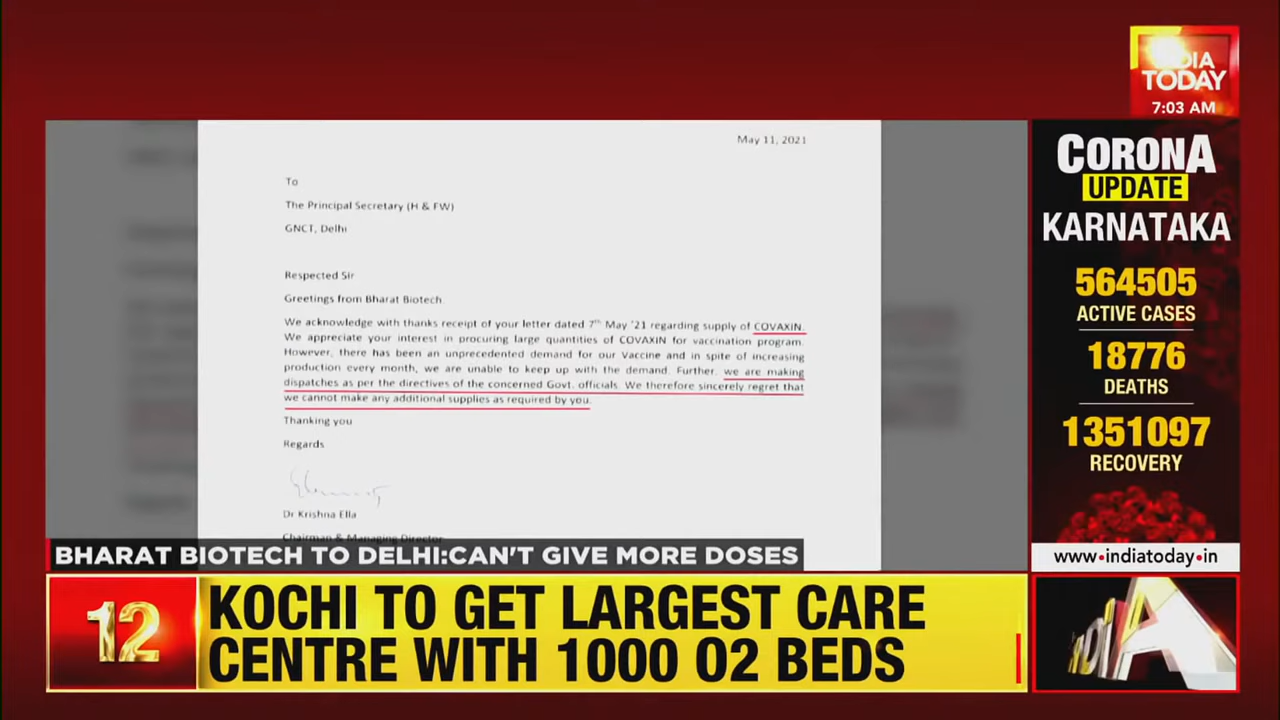 INDIA
TODAY
7:03 AM
May 11, 2021
To
The Principal Secretary (H & FW)
GNCT, Delhi
Respected Sir
Greetings from Bharat Biotech
We acknowledge with thanks receipt of your letter dated 7th May '21 regarding supply of COVAXIN.
We appreciate your interest in procuring large quantities of COVAXIN for vaccination program.
However, there has been an unprecedented demand for our Vaccine and in spite of increasing
production every month, we are unable to keep up with the demand. Further, we are making
dispatches as per the directives of the concerned Govt. officials. We therefore sincerely regret that
we cannot make any additional supplies as required by you.
Thanking you
Regards
Dr Krishna Ella
Chairman & Managing Director
BHARAT BIOTECH TO DELHI:CAN'T GIVE MORE DOSES
12
KOCHI TO GET LARGEST CARE
CENTRE WITH 1000 O2 BEDS
CORONA
UPDATE
KARNATAKA
564505
ACTIVE CASES
18776
DEATHS
1351097
RECOVERY
www.indiatoday.in
INDIA